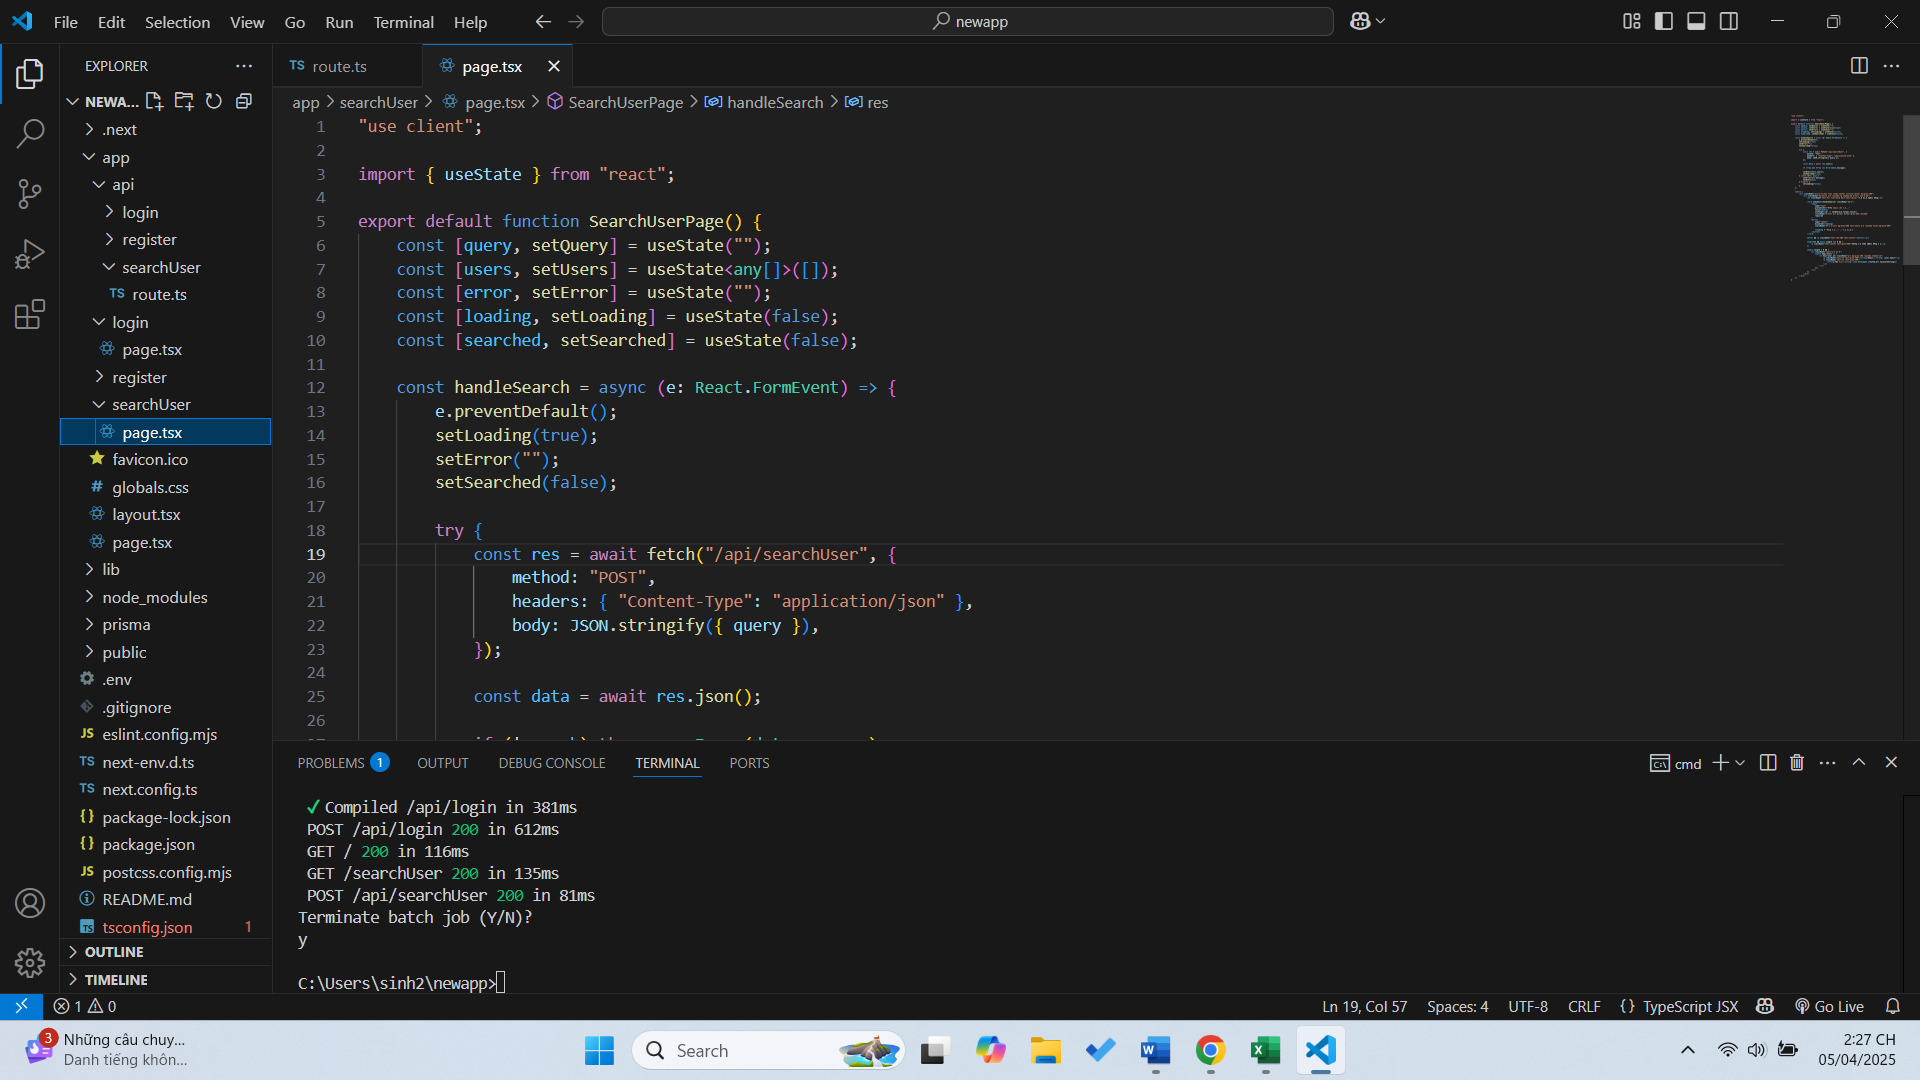 File Edit Selection View Go Run Terminal Help
newapp
EXPLORER
NEWA...
.next
app
api
login
register
searchUser
TS route.ts
login
page.tsx
register
searchUser
page.tsx
favicon.ico
# globals.css
layout.tsx
page.tsx
lib
node_modules
prisma
public
.env
.gitignore
JS eslint.config.mjs
TS next-env.d.ts
TS next.config.ts
{} package-lock.json
{} package.json
JS postcss.config.mjs
README.md
TS tsconfig.json 1
OUTLINE
TIMELINE
TS route.ts
page.tsx
app > searchUser > page.tsx > SearchUserPage > handleSearch > res
1 "use client";
2
3 import { useState } from "react";
4
5 export default function SearchUserPage() {
6 const [query, setQuery] = useState("");
7 const [users, setUsers] = useState<any[]>([]);
8 const [error, setError] = useState("");
9 const [loading, setLoading] = useState(false);
10 const [searched, setSearched] = useState(false);
11
12 const handleSearch = async (e: React.FormEvent) => {
13 e.preventDefault();
14 setLoading(true);
15 setError("");
16 setSearched(false);
17
18 try {
19 const res = await fetch("/api/searchUser", {
20 method: "POST",
21 headers: { "Content-Type": "application/json" },
22 body: JSON.stringify({ query }),
23 });
24
25 const data = await res.json();
26
PROBLEMS 1 OUTPUT DEBUG CONSOLE TERMINAL PORTS
cmd
✓ Compiled /api/login in 381ms
POST /api/login 200 in 612ms
GET / 200 in 116ms
GET /searchUser 200 in 135ms
POST /api/searchUser 200 in 81ms
Terminate batch job (Y/N)?
y
C:\Users\sinh2\newapp>
1 0
Ln 19, Col 57 Spaces: 4 UTF-8 CRLF {} TypeScript JSX Go Live
3
Những câu chuy...
Danh tiếng khôn...
Search
2:27 CH
05/04/2025